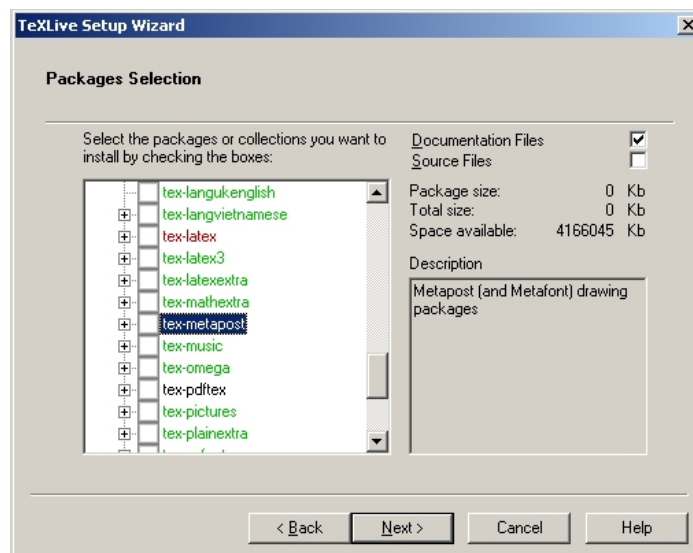 TeXLive Setup Wizard
Packages Selection
Select the packages or collections you want to
install by checking the boxes:
tex-langukenglish
tex-langvietnamese
tex-latex
tex-latex3
tex-latexextra
tex-mathextra
tex-metapost
tex-music
tex-omega
tex-pdftex
tex-pictures
tex-plainextra
Documentation Files
Source Files
Package size: 0 Kb
Total size: 0 Kb
Space available: 4166045 Kb
Description
Metapost (and Metafont) drawing
packages
< Back
Next >
Cancel
Help